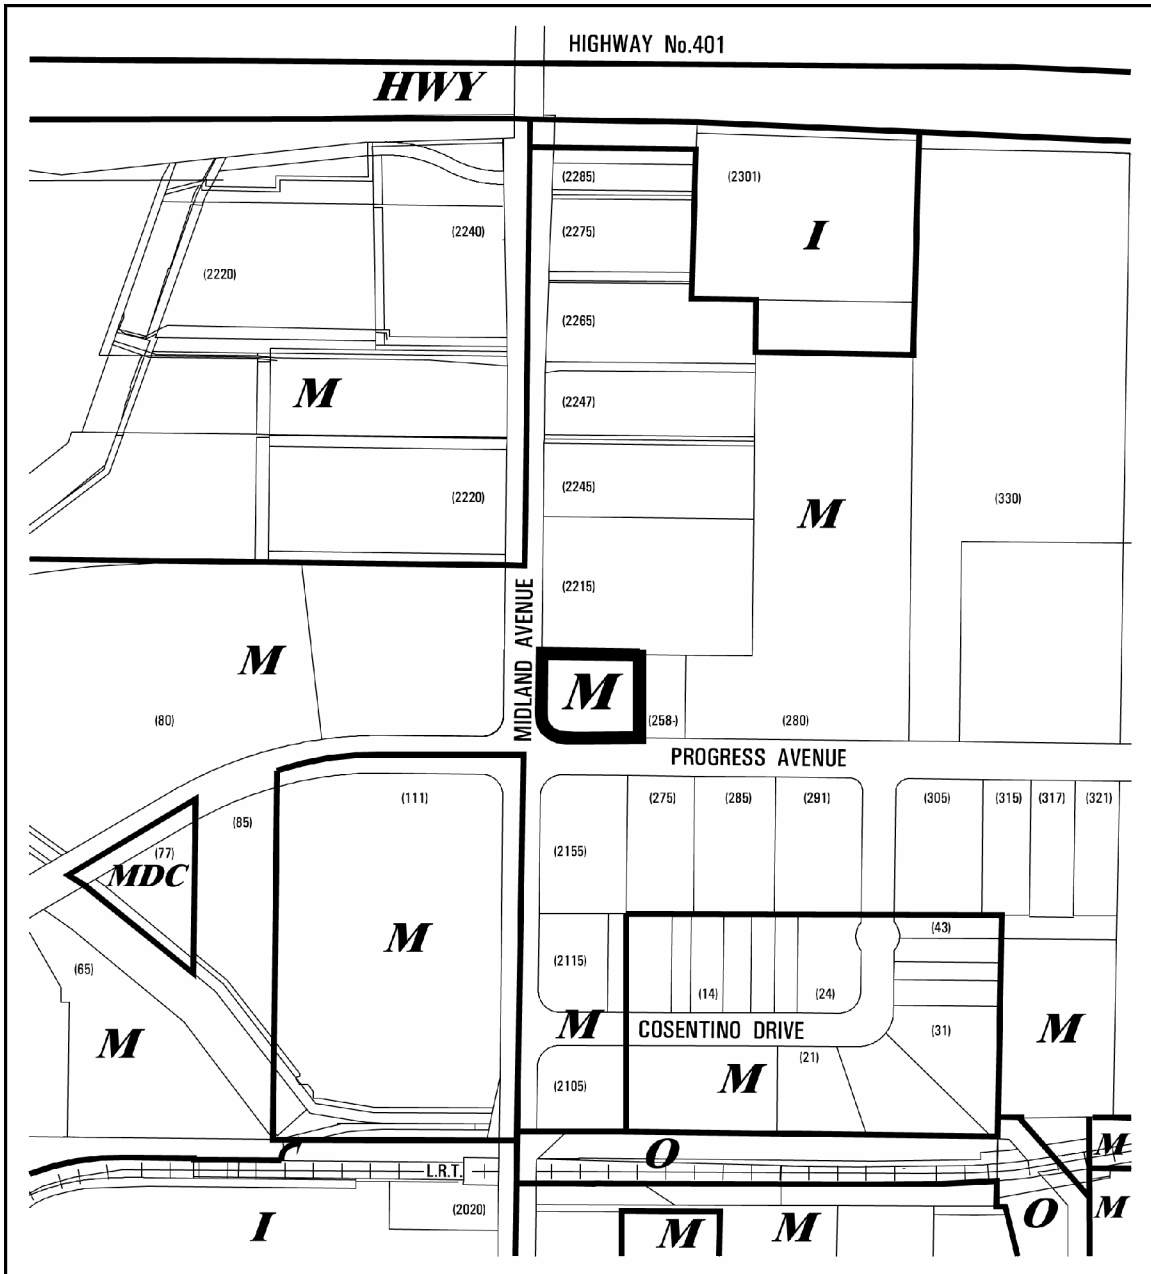 HIGHWAY No.401
HWY
(2285)
(2301)
(2240)
(2275)
I
(2220)
(2265)
M
(2247)
(2220)
(2245)
M
(330)
(2215)
MIDLAND AVENUE
M
M
(80)
(258-)
(280)
PROGRESS AVENUE
(111)
(275)
(285)
(291)
(305)
(315)
(317)
(321)
(85)
(77)
MDC
(2155)
M
(43)
(65)
(2115)
(14)
(24)
M
M
COSENTINO DRIVE
(31)
M
(2105)
M
(21)
O
M
L.R.T.
I
(2020)
M
M
O
M